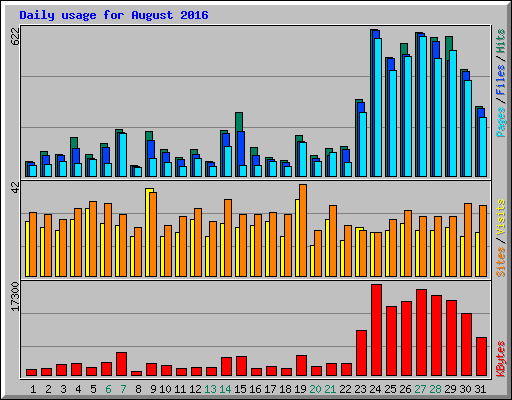 Daily usage for August 2016
622
Pages / Files / Hits
42
Sites / Visits
17300
KBytes
1 2 3 4 5 6 7 8 9 10 11 12 13 14 15 16 17 18 19 20 21 22 23 24 25 26 27 28 29 30 31